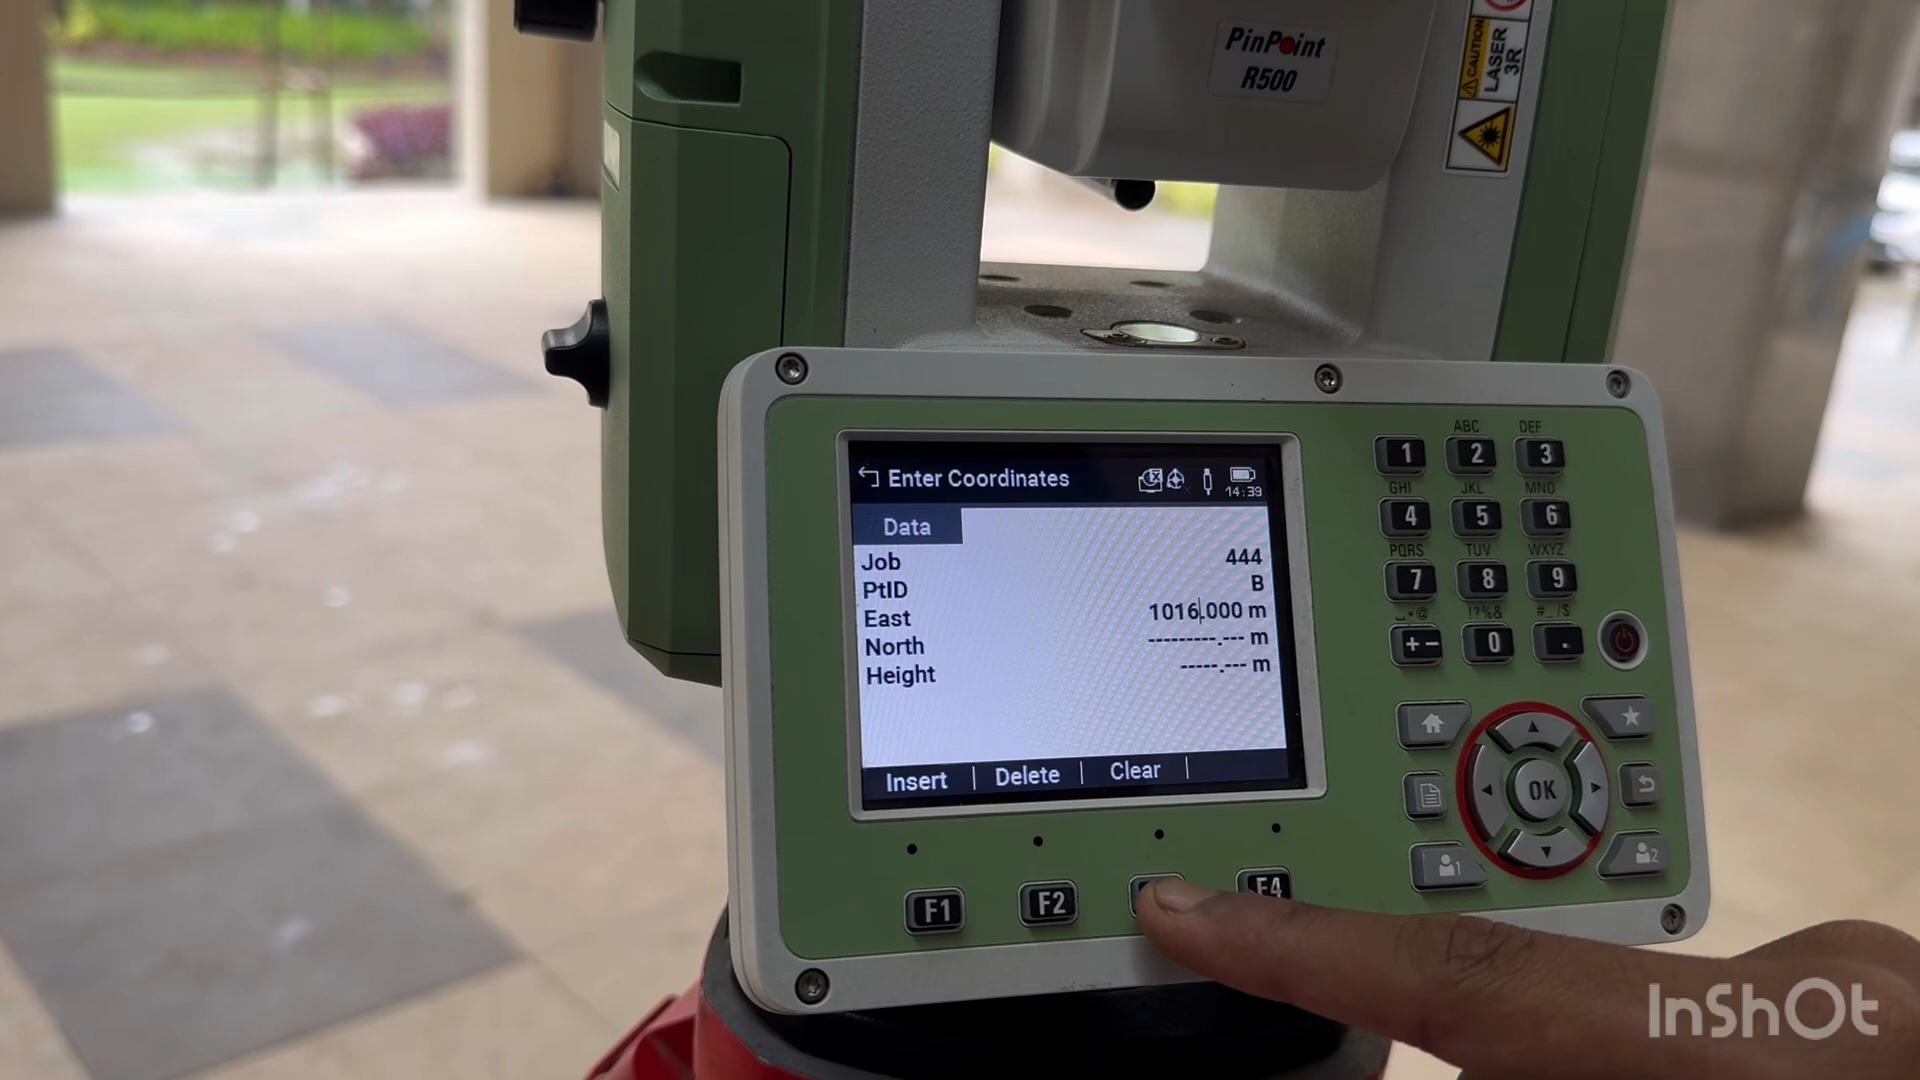 PinPoint
R500
CAUTION
LASER
3R
Enter Coordinates
14:39
Data
Job 444
PtID B
East 1016.000 m
North ---------.--- m
Height -----.--- m
Insert | Delete | Clear |
ABC DEF
1 2 3
GHI JKL MNO
4 5 6
PQRS TUV WXYZ
7 8 9
!?%& #_/$
+- 0 .
OK
1 2
F1 F2 F4
InShOt